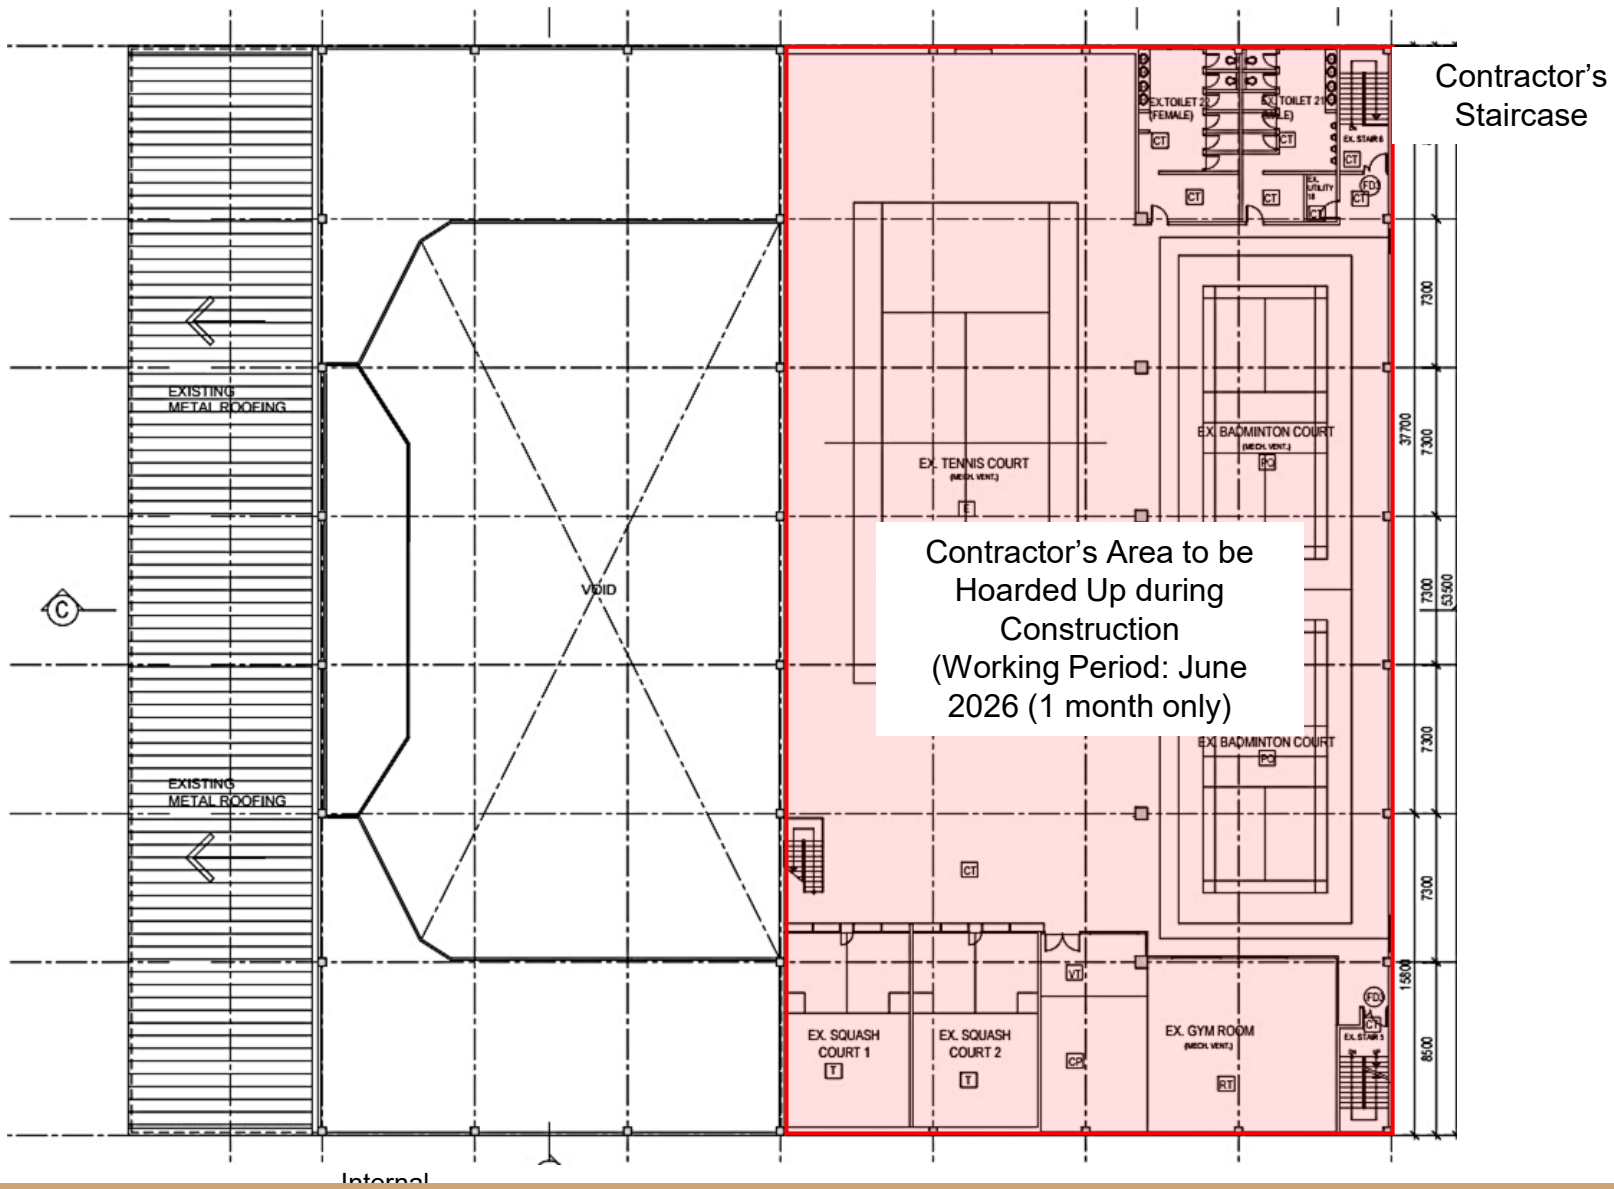 Contractor’s
Staircase
EX.TOILET 22
(FEMALE)
EX. TOILET 21
(MALE)
EX. STAIR 6
CT
CT
CT
FD3
EX.
UTILITY
18
CT
CT
CT
CT
7300
EXISTING
METAL ROOFING
EX. BADMINTON COURT
(MECH. VENT.)
PQ
37700
7300
EX. TENNIS COURT
(MECH. VENT.)
E
Contractor’s Area to be
Hoarded Up during
Construction
(Working Period: June
2026 (1 month only)
VOID
C
7300
53500
EX. BADMINTON COURT
PQ
7300
EXISTING
METAL ROOFING
CT
7300
VT
15800
FD3
CT
EX. SQUASH
COURT 1
T
EX. SQUASH
COURT 2
T
CP
EX. GYM ROOM
(MECH. VENT.)
RT
EX. STAIR 5
8500
Internal